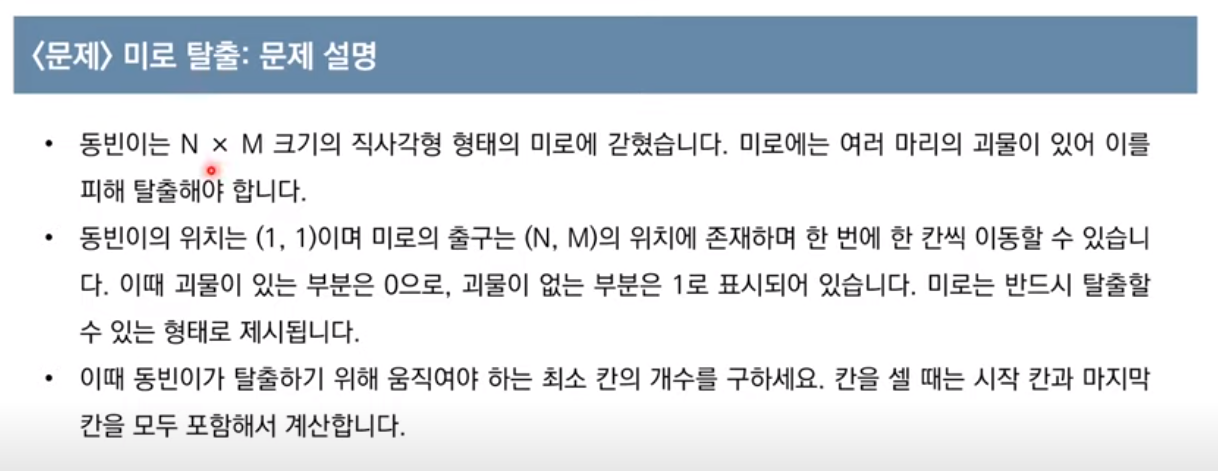 <문제> 미로 탈출: 문제 설명
• 동빈이는 N × M 크기의 직사각형 형태의 미로에 갇혔습니다. 미로에는 여러 마리의 괴물이 있어 이를
피해 탈출해야 합니다.
• 동빈이의 위치는 (1, 1)이며 미로의 출구는 (N, M)의 위치에 존재하며 한 번에 한 칸씩 이동할 수 있습니
다. 이때 괴물이 있는 부분은 0으로, 괴물이 없는 부분은 1로 표시되어 있습니다. 미로는 반드시 탈출할
수 있는 형태로 제시됩니다.
• 이때 동빈이가 탈출하기 위해 움직여야 하는 최소 칸의 개수를 구하세요. 칸을 셀 때는 시작 칸과 마지막
칸을 모두 포함해서 계산합니다.